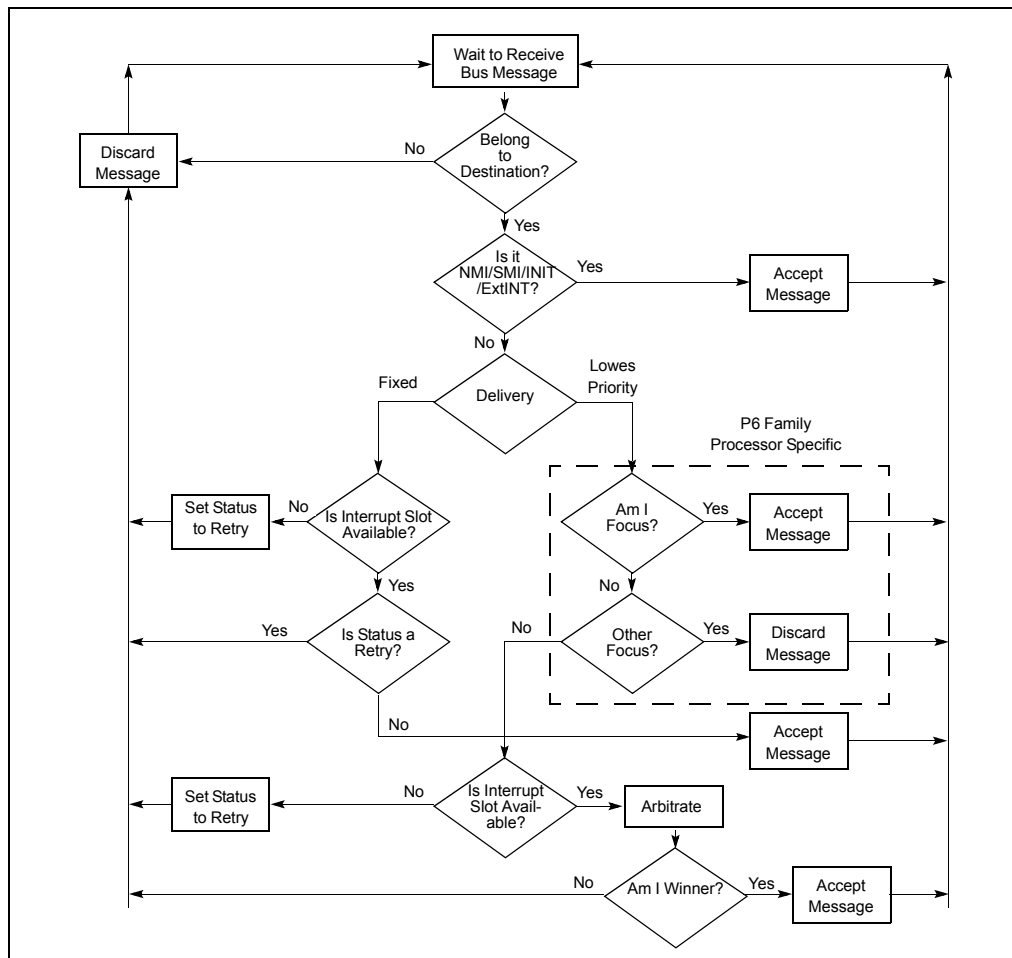 Wait to Receive
Bus Message
Belong
to
Destination?
No
Discard
Message
Yes
Is it
NMI/SMI/INIT
/ExtINT?
Yes
Accept
Message
No
Delivery
Fixed
Lowes
Priority
P6 Family
Processor Specific
Set Status
to Retry
No
Is Interrupt Slot
Available?
Am I
Focus?
Yes
Accept
Message
Yes
No
Yes
Is Status a
Retry?
No
Other
Focus?
Yes
Discard
Message
No
Accept
Message
Set Status
to Retry
No
Is Interrupt
Slot Avail-
able?
Yes
Arbitrate
No
Am I Winner?
Yes
Accept
Message